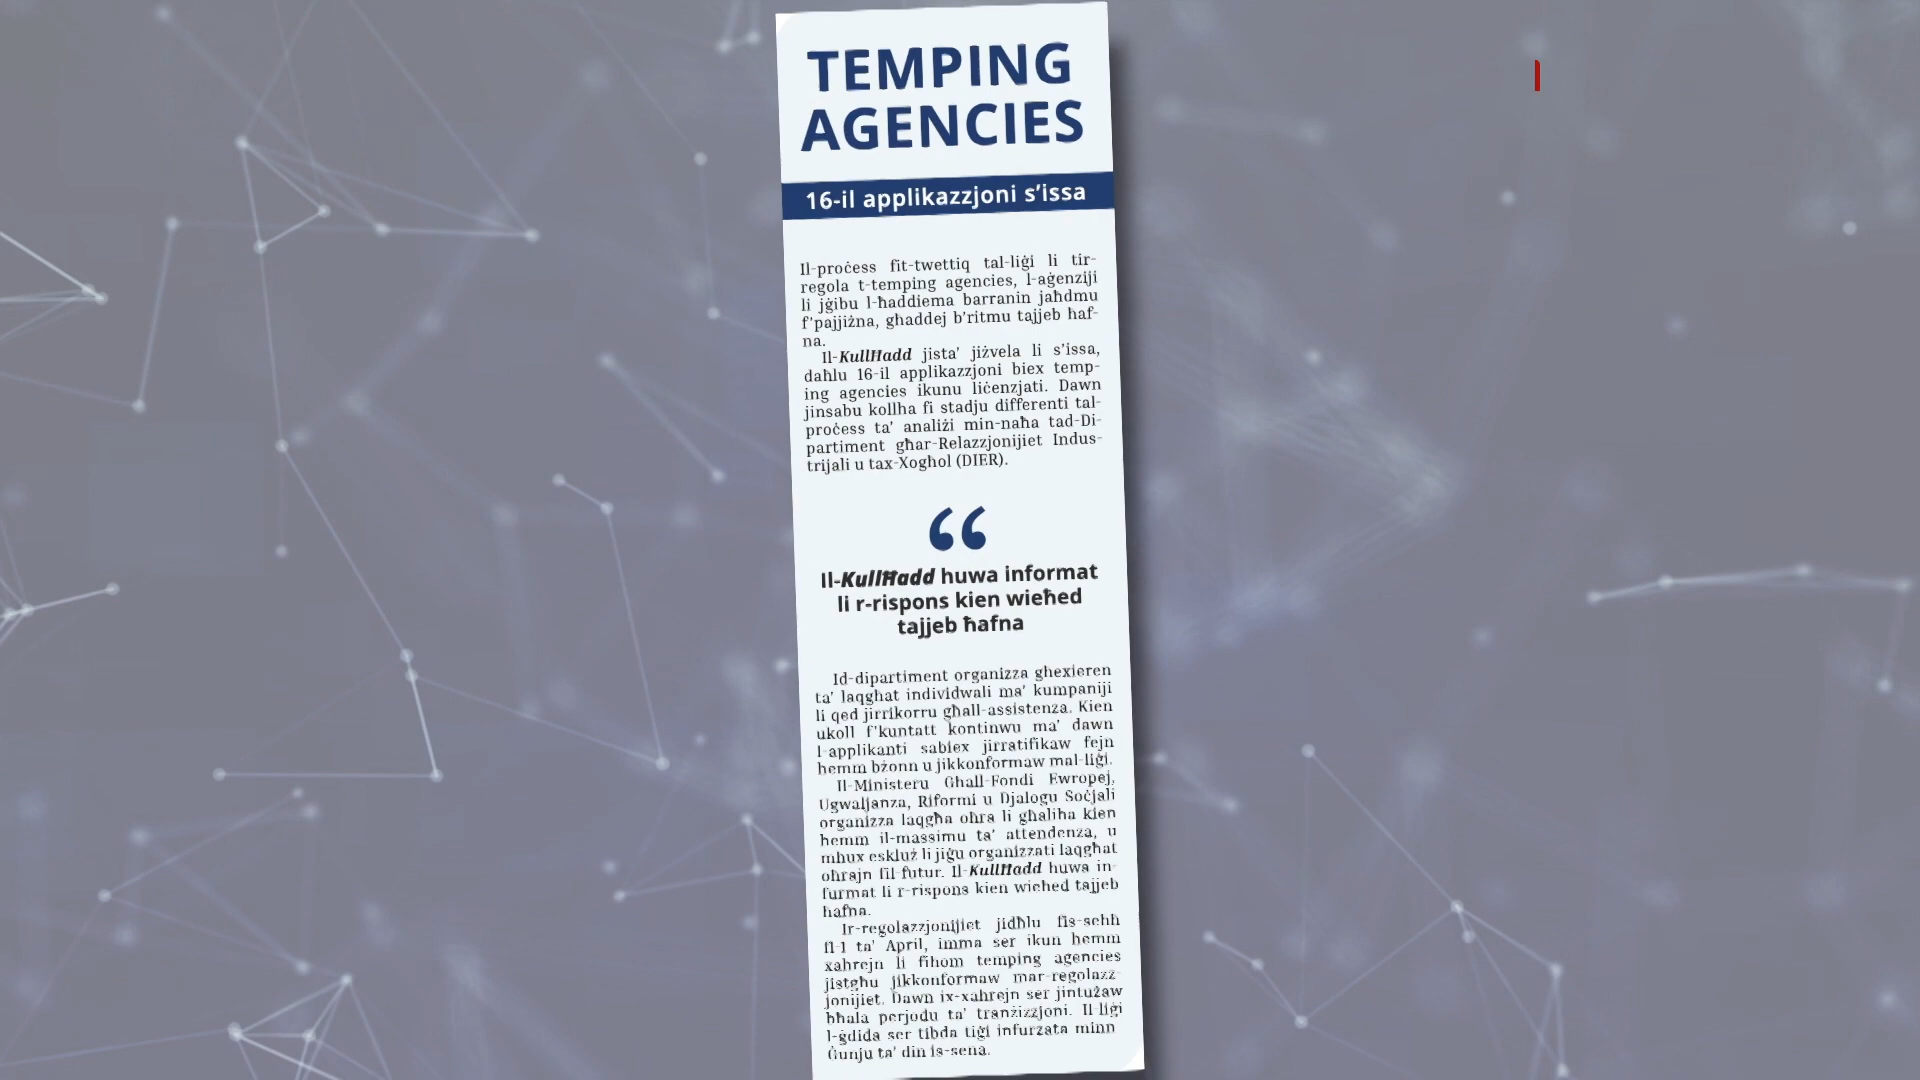 TEMPING
AGENCIES
16-il applikazzjoni s’issa
Il-proċess fit-twettiq tal-liġi li tir-
regola t-temping agencies, l-aġenziji
li jġibu l-ħaddiema barranin jaħdmu
f’pajjiżna, għaddej b’ritmu tajjeb ħaf-
na.
Il-KullĦadd jista’ jiżvela li s’issa,
daħlu 16-il applikazzjoni biex temp-
ing agencies ikunu liċenzjati. Dawn
jinsabu kollha fi stadju differenti tal-
proċess ta’ analiżi min-naħa tad-Di-
partiment għar-Relazzjonijiet Indus-
trijali u tax-Xogħol (DIER).
“
Il-KullĦadd huwa informat
li r-rispons kien wieħed
tajjeb ħafna
Id-dipartiment organizza għexieren
ta’ laqgħat individwali ma’ kumpaniji
li qed jirrikorru għall-assistenza. Kien
ukoll f’kuntatt kontinwu ma’ dawn
l-applikanti sabiex jirratifikaw fejn
hemm bżonn u jikkonformaw mal-liġi.
Il-Ministeru Għall-Fondi Ewropej,
Ugwaljanza, Riformi u Djalogu Soċjali
organizza laqgħa oħra li għaliha kien
hemm il-massimu ta’ attendenza, u
mhux eskluż li jiġu organizzati laqgħat
oħrajn fil-futur. Il-KullĦadd huwa in-
furmat li r-rispons kien wieħed tajjeb
ħafna.
Ir-regolazzjonijiet jidħlu fis-seħħ
fl-1 ta’ April, imma ser ikun hemm
xahrejn li fihom temping agencies
jistgħu jikkonformaw mar-regolazz-
jonijiet. Dawn ix-xahrejn ser jintużaw
bħala perjodu ta’ tranżizzjoni. Il-liġi
l-ġdida ser tibda tiġi infurzata minn
Ġunju ta’ din is-sena.